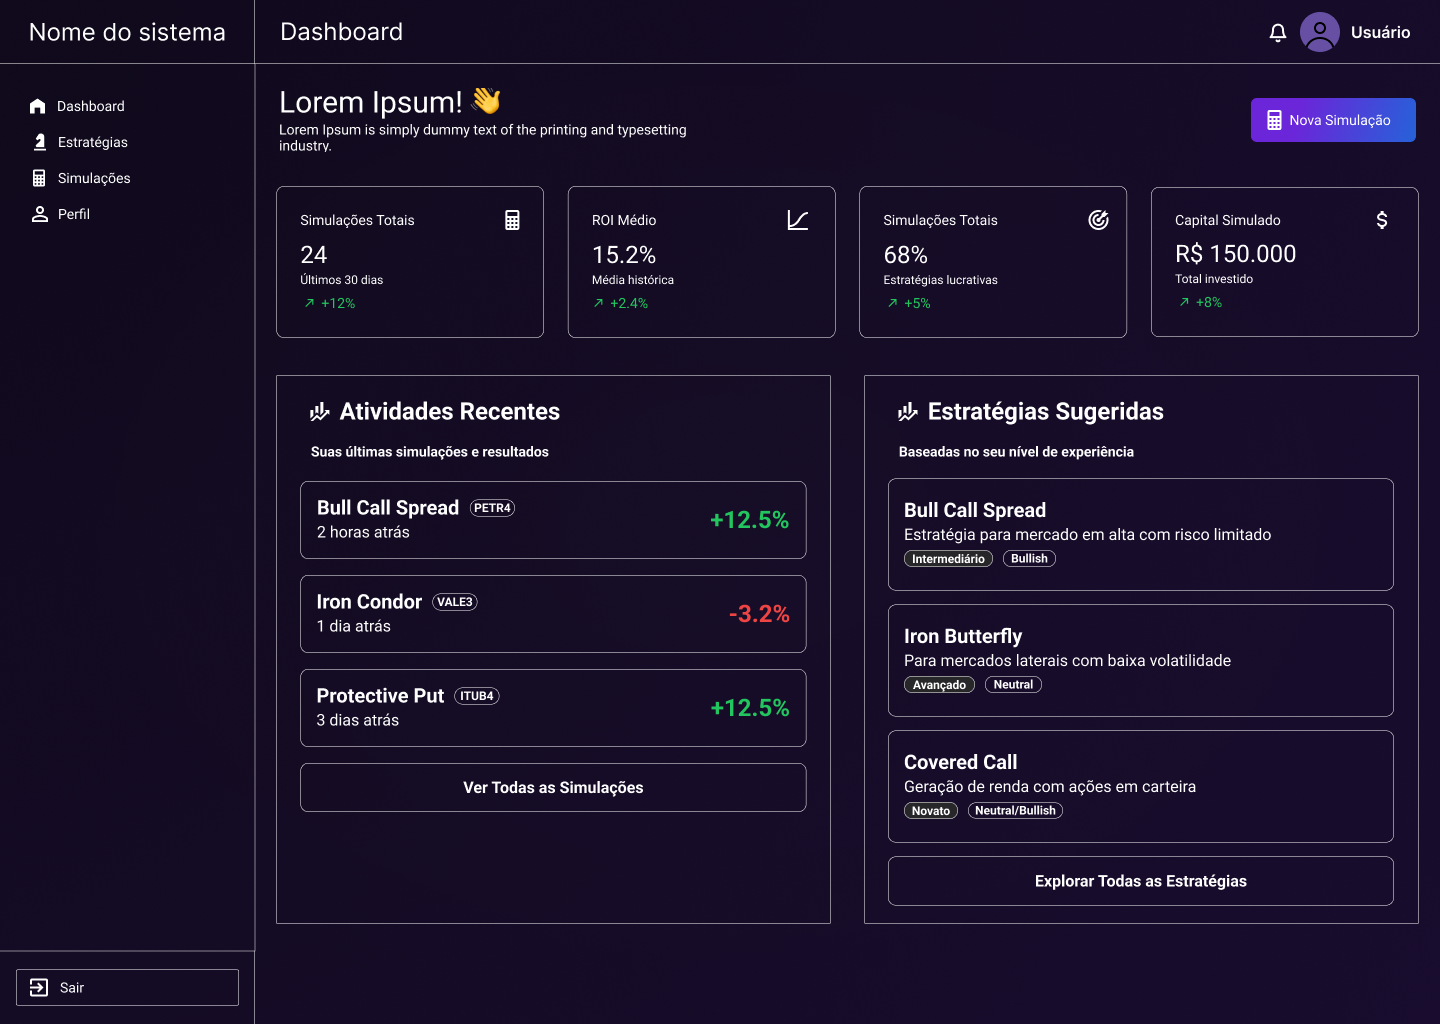 Nome do sistema
Dashboard
Usuário
Dashboard
Estratégias
Simulações
Perfil
Sair
Lorem Ipsum! 👋
Lorem Ipsum is simply dummy text of the printing and typesetting
industry.
Nova Simulação
Simulações Totais
24
Últimos 30 dias
+12%
ROI Médio
15.2%
Média histórica
+2.4%
Simulações Totais
68%
Estratégias lucrativas
+5%
Capital Simulado
R$ 150.000
Total investido
+8%
Atividades Recentes
Suas últimas simulações e resultados
Bull Call Spread PETR4
2 horas atrás
+12.5%
Iron Condor VALE3
1 dia atrás
-3.2%
Protective Put ITUB4
3 dias atrás
+12.5%
Ver Todas as Simulações
Estratégias Sugeridas
Baseadas no seu nível de experiência
Bull Call Spread
Estratégia para mercado em alta com risco limitado
Intermediário Bullish
Iron Butterfly
Para mercados laterais com baixa volatilidade
Avançado Neutral
Covered Call
Geração de renda com ações em carteira
Novato Neutral/Bullish
Explorar Todas as Estratégias